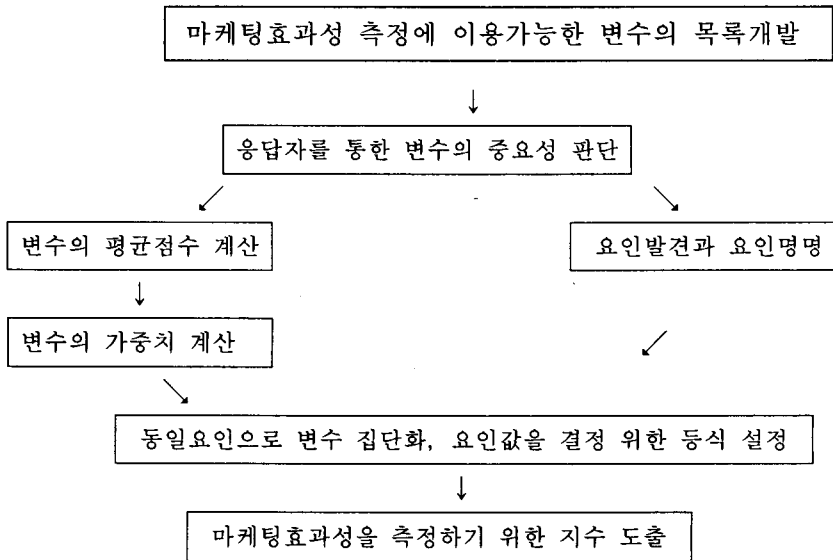 마케팅효과성 측정에 이용가능한 변수의 목록개발
응답자를 통한 변수의 중요성 판단
변수의 평균점수 계산
요인발견과 요인명명
변수의 가중치 계산
동일요인으로 변수 집단화, 요인값을 결정 위한 등식 설정
마케팅효과성을 측정하기 위한 지수 도출